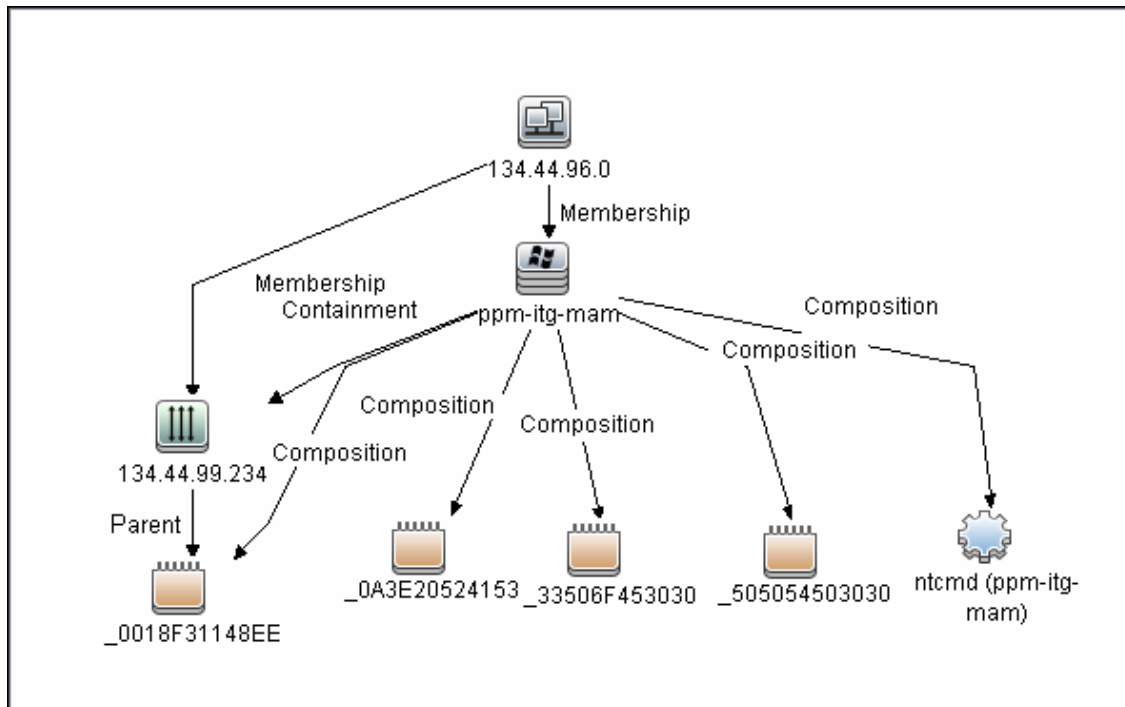 134.44.96.0
Membership
ppm-itg-mam
Membership
Containment
Composition
Composition
Composition
Composition
Composition
134.44.99.234
Parent
_0018F31148EE
_0A3E20524153
_33506F453030
_505054503030
ntcmd (ppm-itg-
mam)